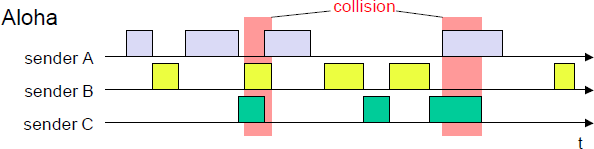 collision
Aloha
sender A
sender B
sender C
t